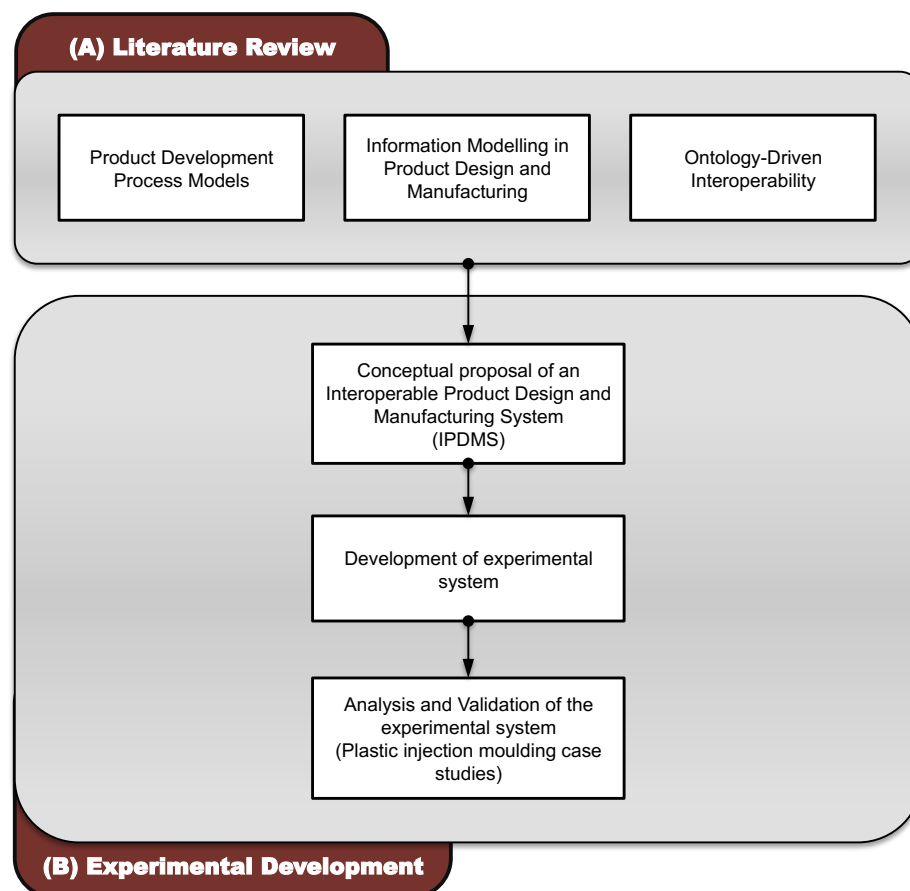 (A) Literature Review
Product Development
Process Models
Information Modelling in
Product Design and
Manufacturing
Ontology-Driven
Interoperability
Conceptual proposal of an
Interoperable Product Design and
Manufacturing System
(IPDMS)
Development of experimental
system
Analysis and Validation of the
experimental system
(Plastic injection moulding case
studies)
(B) Experimental Development